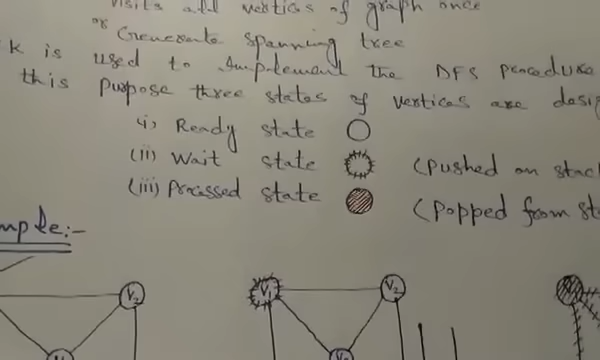 visits all vertices of graph once
or Generate spanning tree
k is used to Implement the DFS procedure
this purpose three states of vertices are desig
(i) Ready state
(ii) Wait state (pushed on stac
(iii) Processed state (popped from st
mple:-
V2
V1
V2